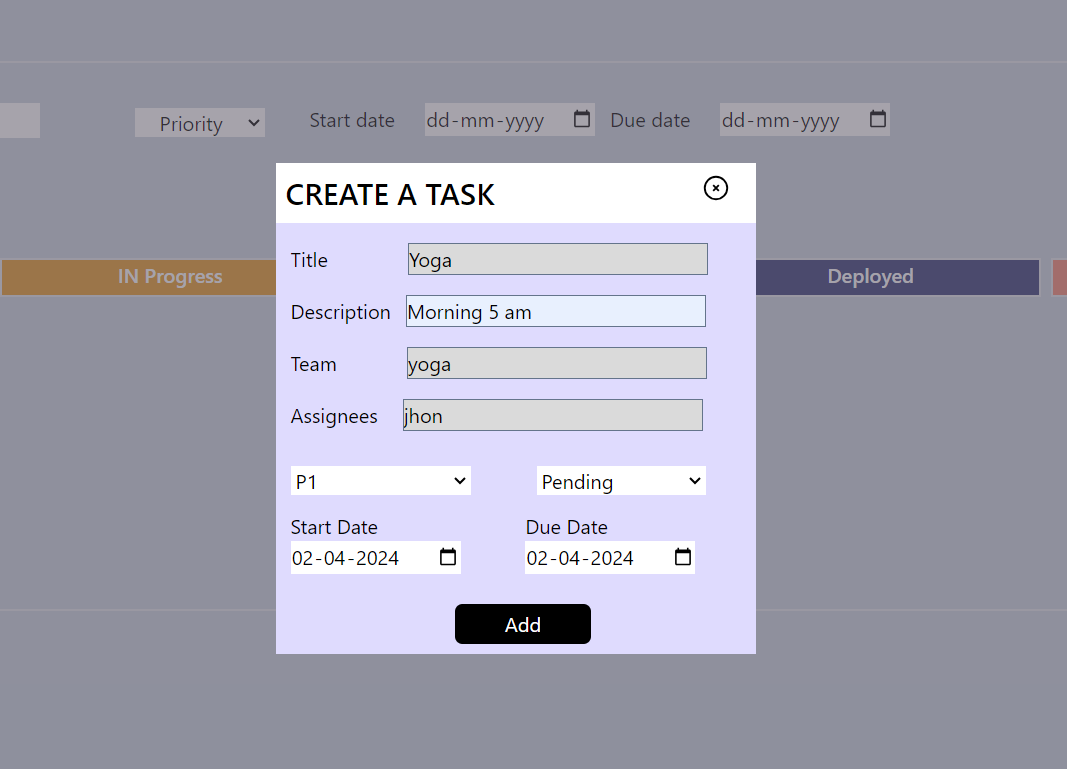 Priority Start date dd-mm-yyyy Due date dd-mm-yyyy
CREATE A TASK
IN Progress Deployed
Title Yoga
Description Morning 5 am
Team yoga
Assignees jhon
P1 Pending
Start Date Due Date
02-04-2024 02-04-2024
Add